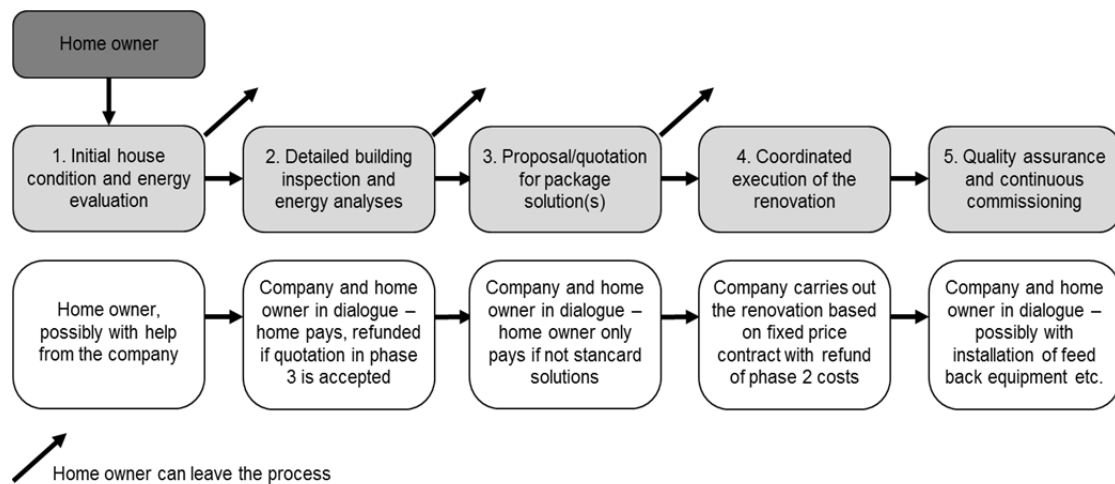 Home owner
1. Initial house
condition and energy
evaluation
2. Detailed building
inspection and
energy analyses
3. Proposal/quotation
for package
solution(s)
4. Coordinated
execution of the
renovation
5. Quality assurance
and continuous
commissioning
Home owner,
possibly with help
from the company
Company and home
owner in dialogue –
home pays, refunded
if quotation in phase
3 is accepted
Company and home
owner in dialogue –
home owner only
pays if not stancard
solutions
Company carries out
the renovation based
on fixed price
contract with refund
of phase 2 costs
Company and home
owner in dialogue –
possibly with
installation of feed
back equipment etc.
Home owner can leave the process